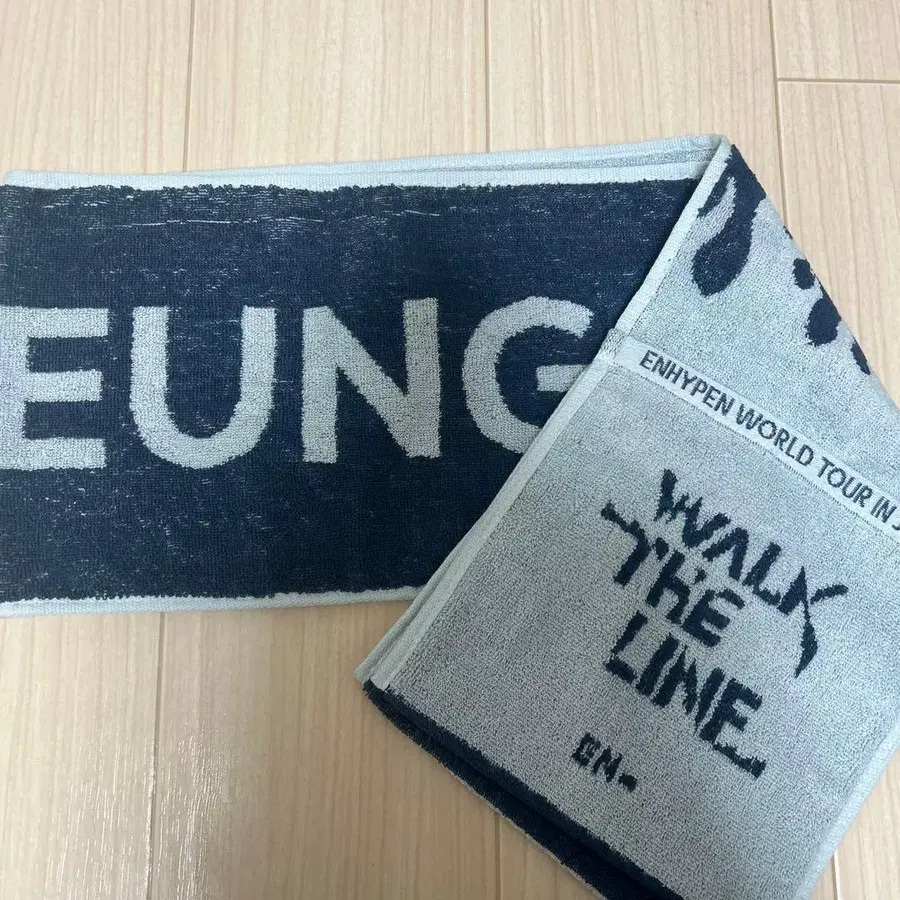 EUNG
ENHYPEN WORLD TOUR IN
WALK
THE
LINE
EN-